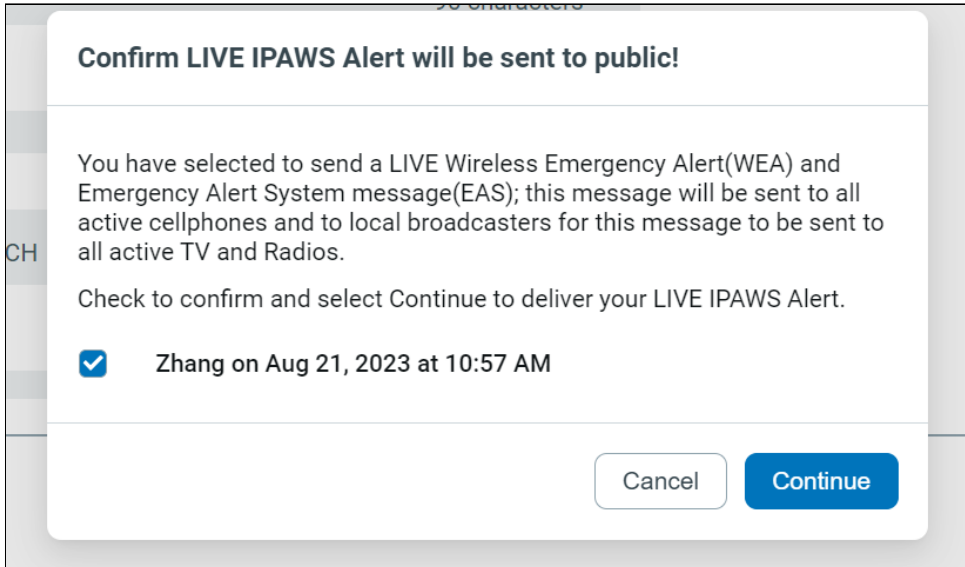 90 characters
Confirm LIVE IPAWS Alert will be sent to public!
You have selected to send a LIVE Wireless Emergency Alert(WEA) and
Emergency Alert System message(EAS); this message will be sent to all
active cellphones and to local broadcasters for this message to be sent to
CH
all active TV and Radios.
Check to confirm and select Continue to deliver your LIVE IPAWS Alert.
Zhang on Aug 21, 2023 at 10:57 AM
Cancel Continue